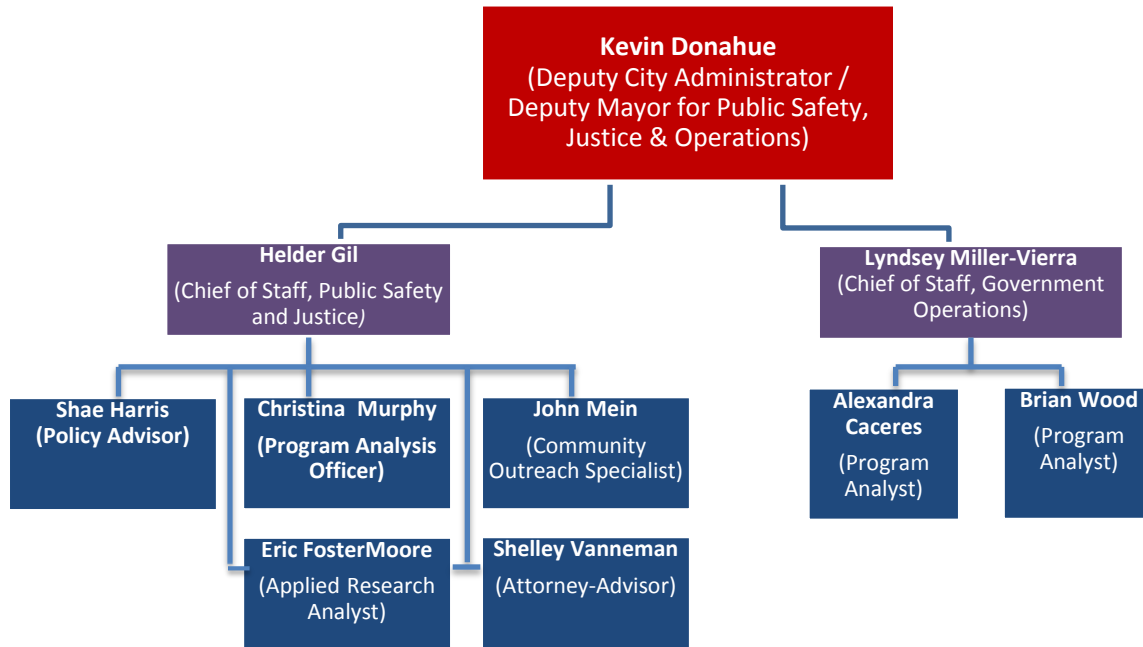 Kevin Donahue
(Deputy City Administrator /
Deputy Mayor for Public Safety,
Justice & Operations)
Helder Gil
(Chief of Staff, Public Safety
and Justice)
Lyndsey Miller-Vierra
(Chief of Staff, Government
Operations)
Shae Harris
(Policy Advisor)
Christina Murphy
(Program Analysis
Officer)
John Mein
(Community
Outreach Specialist)
Alexandra
Caceres
(Program
Analyst)
Brian Wood
(Program
Analyst)
Eric FosterMoore
(Applied Research
Analyst)
Shelley Vanneman
(Attorney-Advisor)